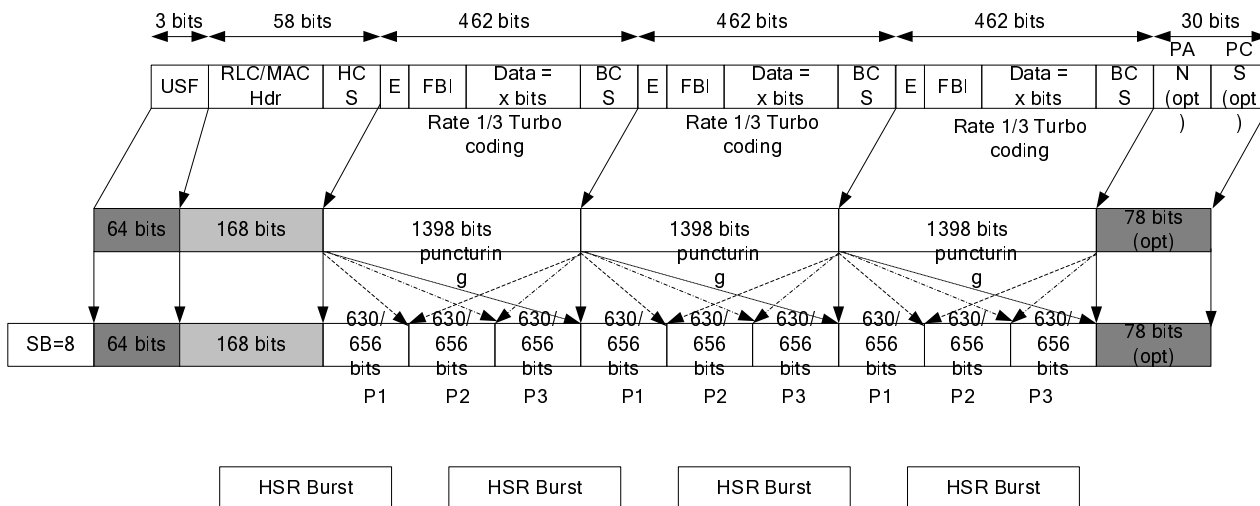 3 bits 58 bits 462 bits 462 bits 462 bits 30 bits
USF
RLC/MAC
Hdr
HC
S
E
FBI
Data =
x bits
BC
S
E
FBI
Data =
x bits
BC
S
E
FBI
Data =
x bits
BC
S
PA
N
(opt
)
PC
S
(opt
)
Rate 1/3 Turbo
coding
Rate 1/3 Turbo
coding
Rate 1/3 Turbo
coding
64 bits
168 bits
1398 bits
puncturin
g
1398 bits
puncturin
g
1398 bits
puncturin
g
78 bits
(opt)
SB=8
64 bits
168 bits
630/
656
bits
630/
656
bits
630/
656
bits
630/
656
bits
630/
656
bits
630/
656
bits
630/
656
bits
630/
656
bits
630/
656
bits
78 bits
(opt)
P1 P2 P3 P1 P2 P3 P1 P2 P3
HSR Burst HSR Burst HSR Burst HSR Burst